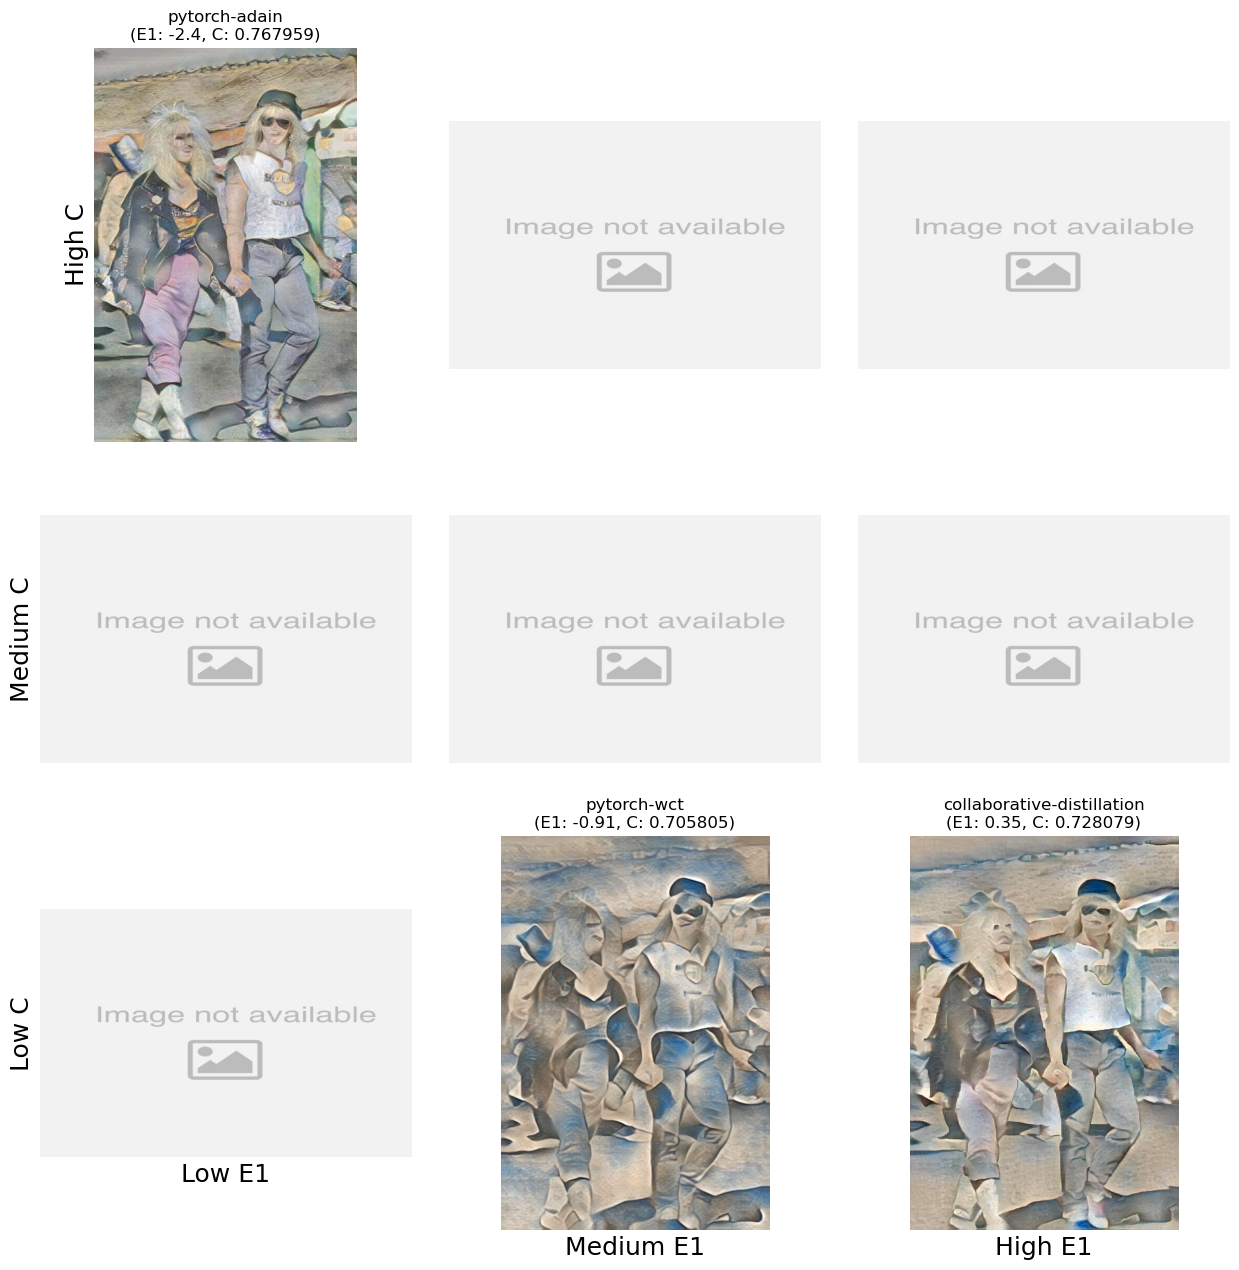 pytorch-adain
(E1: -2.4, C: 0.767959)
High C
Image not available
Image not available
Medium C
Image not available
Image not available
Image not available
Low C
Image not available
Low E1
pytorch-wct
(E1: -0.91, C: 0.705805)
Medium E1
collaborative-distillation
(E1: 0.35, C: 0.728079)
High E1